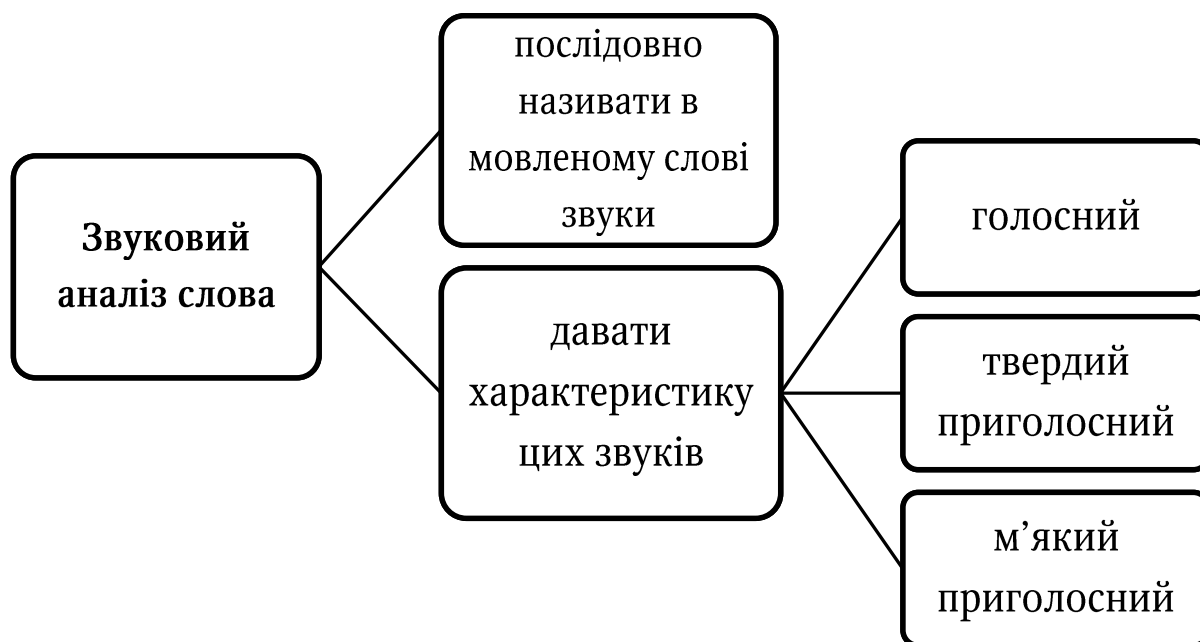 Звуковий
аналіз слова
послідовно
називати в
мовленому слові
звуки
давати
характеристику
цих звуків
голосний
твердий
приголосний
м’який
приголосний